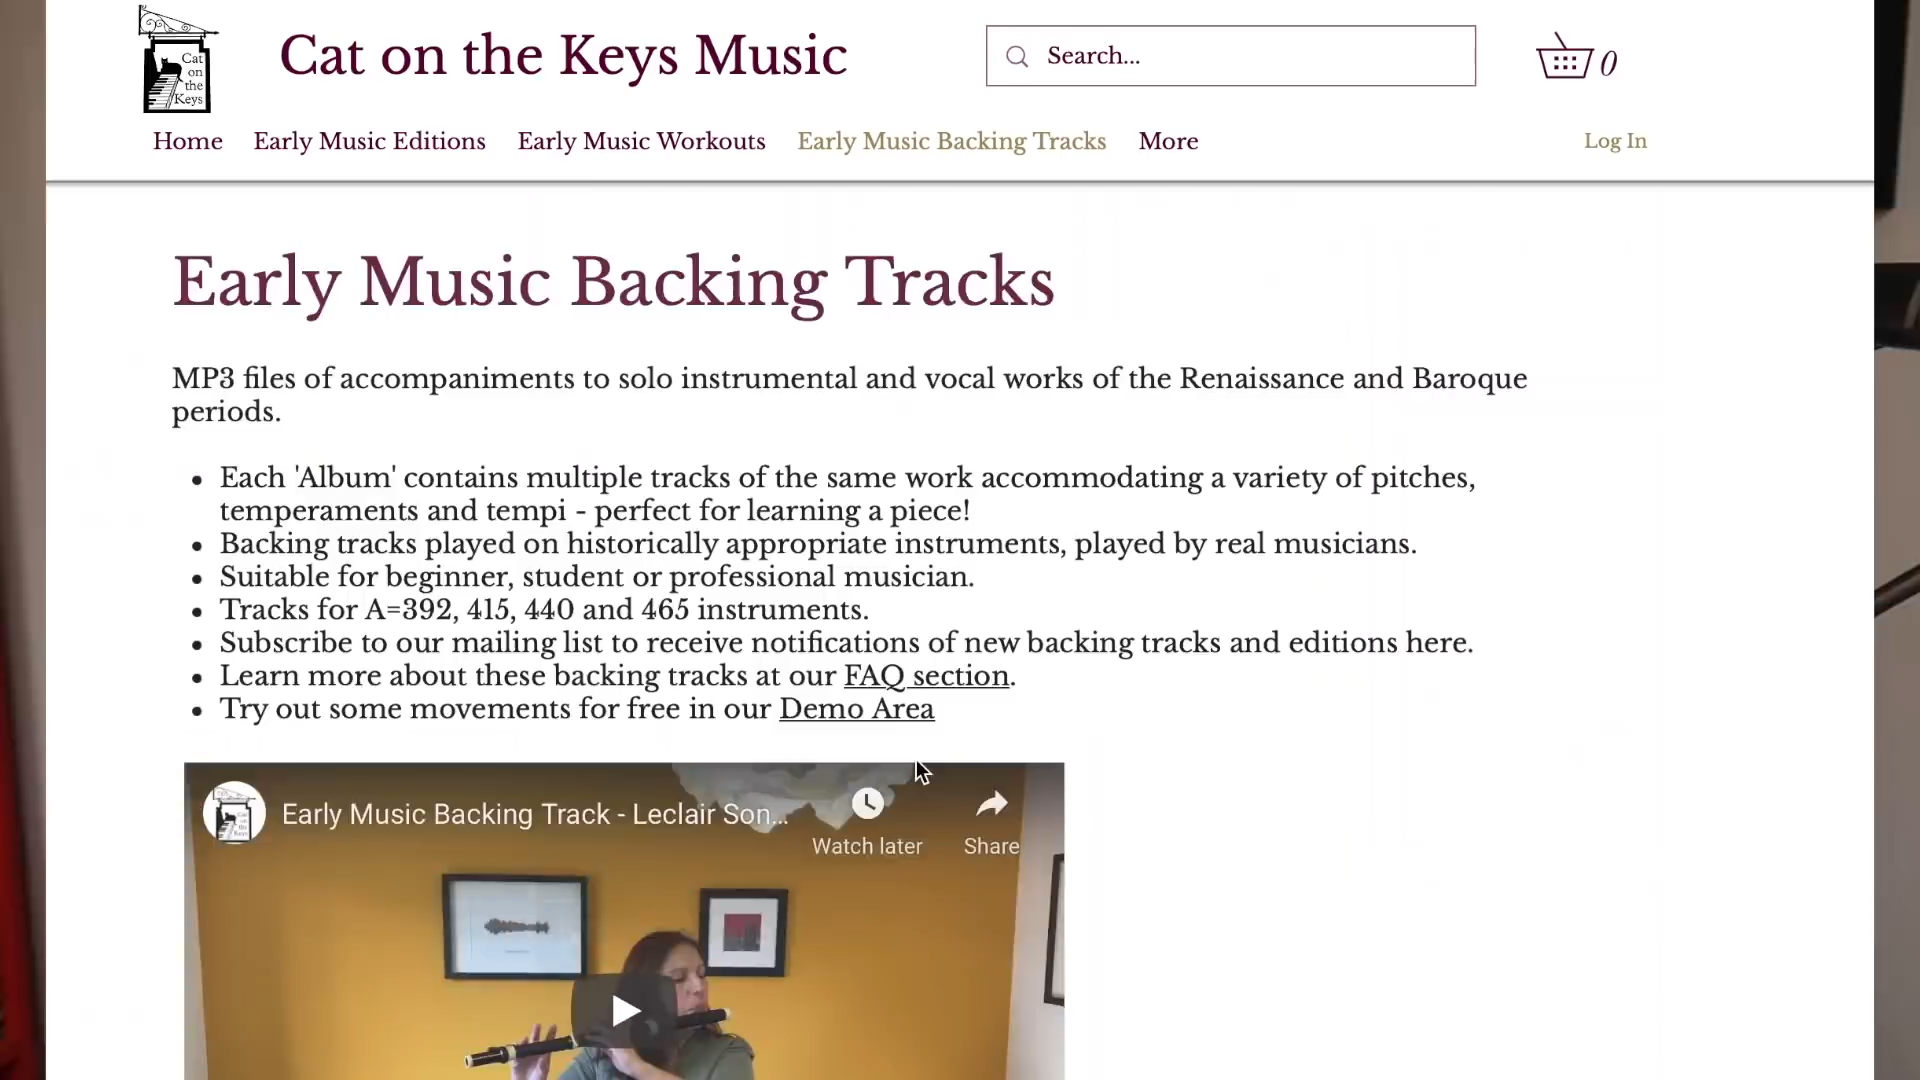 Cat
on
the
Keys
Cat on the Keys Music
Search...
0
Home
Early Music Editions
Early Music Workouts
Early Music Backing Tracks
More
Log In
Early Music Backing Tracks
MP3 files of accompaniments to solo instrumental and vocal works of the Renaissance and Baroque
periods.
Each 'Album' contains multiple tracks of the same work accommodating a variety of pitches,
temperaments and tempi - perfect for learning a piece!
Backing tracks played on historically appropriate instruments, played by real musicians.
Suitable for beginner, student or professional musician.
Tracks for A=392, 415, 440 and 465 instruments.
Subscribe to our mailing list to receive notifications of new backing tracks and editions here.
Learn more about these backing tracks at our FAQ section.
Try out some movements for free in our Demo Area
Early Music Backing Track - Leclair Son...
Watch later
Share